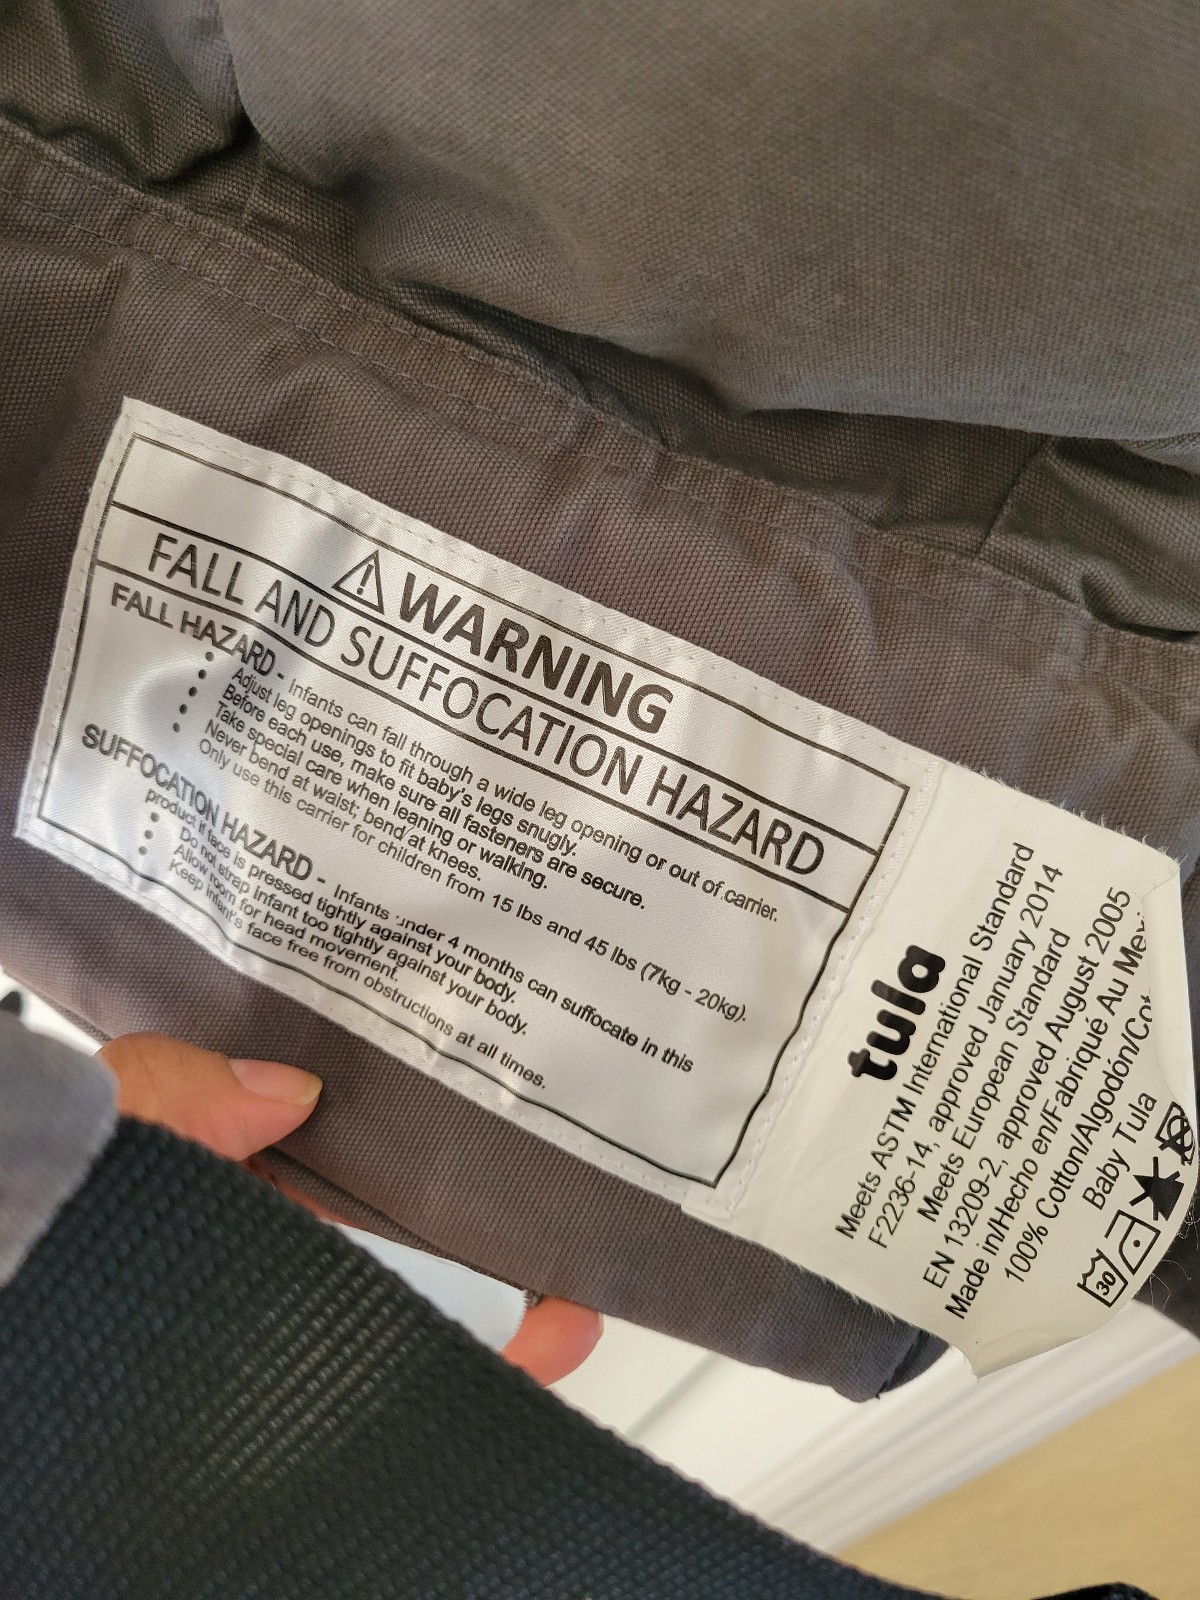 WARNING
FALL AND SUFFOCATION HAZARD
FALL HAZARD - Infants can fall through a wide leg opening or out of carrier.
• Adjust leg openings to fit baby's legs snugly.
• Before each use, make sure all fasteners are secure.
• Take special care when leaning or walking.
• Never bend at waist; bend at knees.
• Only use this carrier for children from 15 lbs and 45 lbs (7kg - 20kg).
SUFFOCATION HAZARD - Infants under 4 months can suffocate in this
product if face is pressed tightly against your body.
• Do not strap infant too tightly against your body.
• Allow room for head movement.
• Keep infant's face free from obstructions at all times.
tula
Meets ASTM International Standard
F2236-14, approved January 2014
Meets European Standard
EN 13209-2, approved August 2005
Made in/Hecho en/Fabriqué Au
100% Cotton/Algodón/
Baby Tula
30